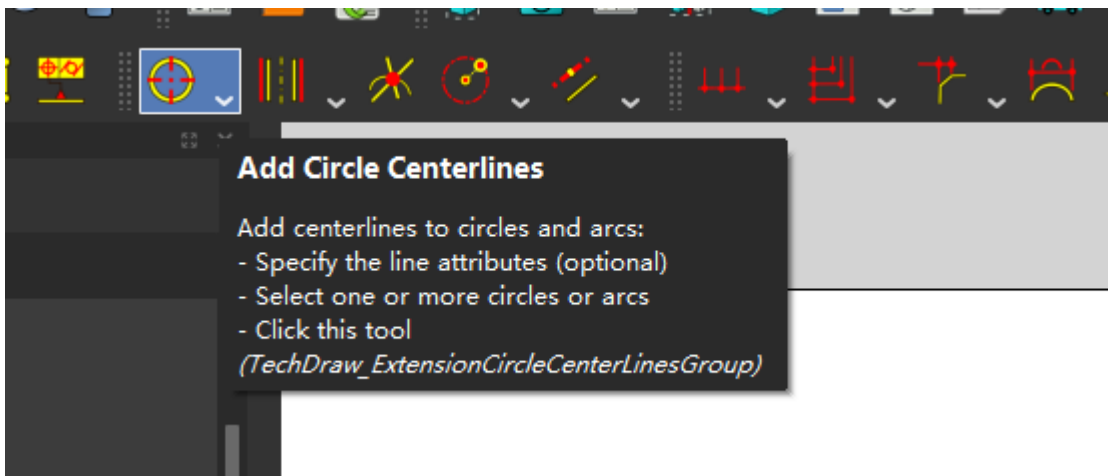 Add Circle Centerlines
Add centerlines to circles and arcs:
- Specify the line attributes (optional)
- Select one or more circles or arcs
- Click this tool
(TechDraw_ExtensionCircleCenterLinesGroup)